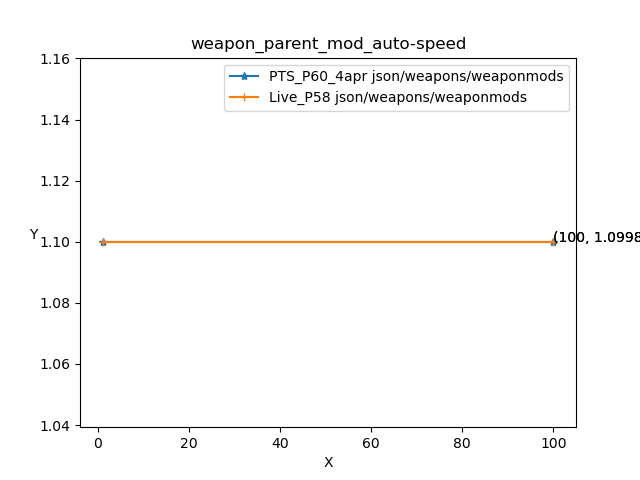 weapon_parent_mod_auto-speed
PTS_P60_4apr json/weapons/weaponmods
Live_P58 json/weapons/weaponmods
1.16
1.14
1.12
1.10
1.08
1.06
1.04
Y
(100, 1.0998
0 20 40 60 80 100
X